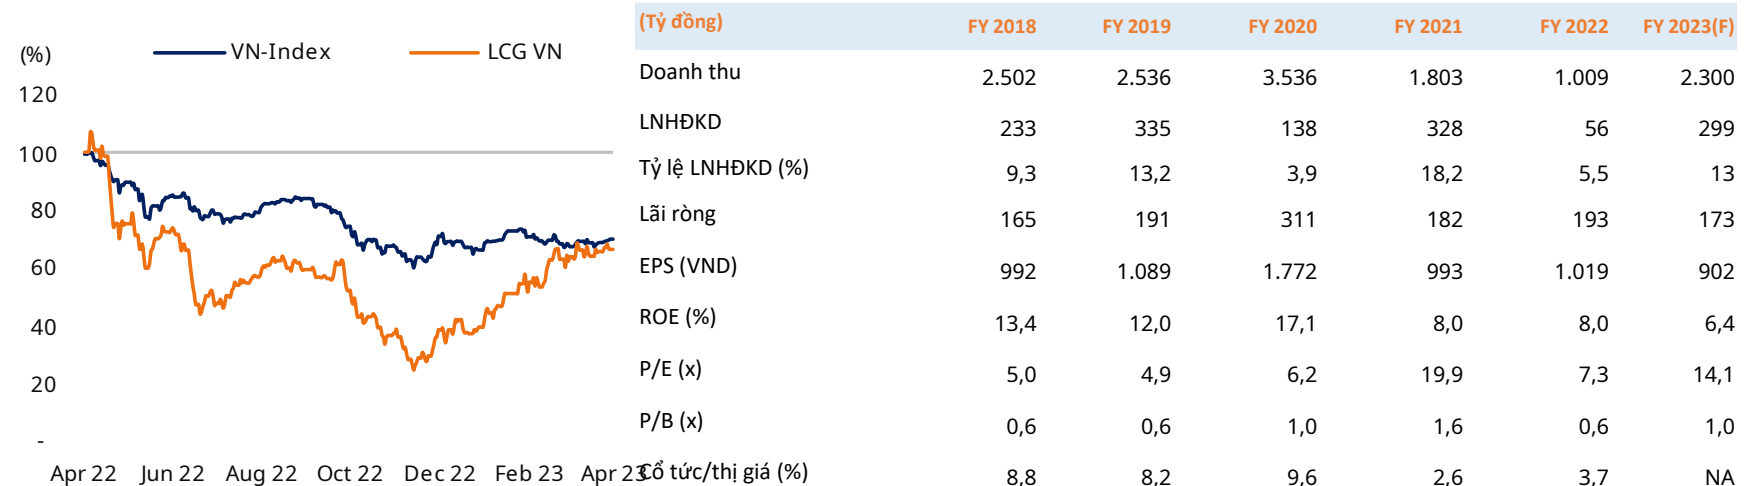 (%)
VN-Index
LCG VN
120
100
80
60
40
20
-
Apr 22 Jun 22 Aug 22 Oct 22 Dec 22 Feb 23 Apr 23
(Tỷ đồng) FY 2018 FY 2019 FY 2020 FY 2021 FY 2022 FY 2023(F)
Doanh thu 2.502 2.536 3.536 1.803 1.009 2.300
LNHĐKD 233 335 138 328 56 299
Tỷ lệ LNHĐKD (%) 9,3 13,2 3,9 18,2 5,5 13
Lãi ròng 165 191 311 182 193 173
EPS (VND) 992 1.089 1.772 993 1.019 902
ROE (%) 13,4 12,0 17,1 8,0 8,0 6,4
P/E (x) 5,0 4,9 6,2 19,9 7,3 14,1
P/B (x) 0,6 0,6 1,0 1,6 0,6 1,0
Cổ tức/thị giá (%) 8,8 8,2 9,6 2,6 3,7 NA